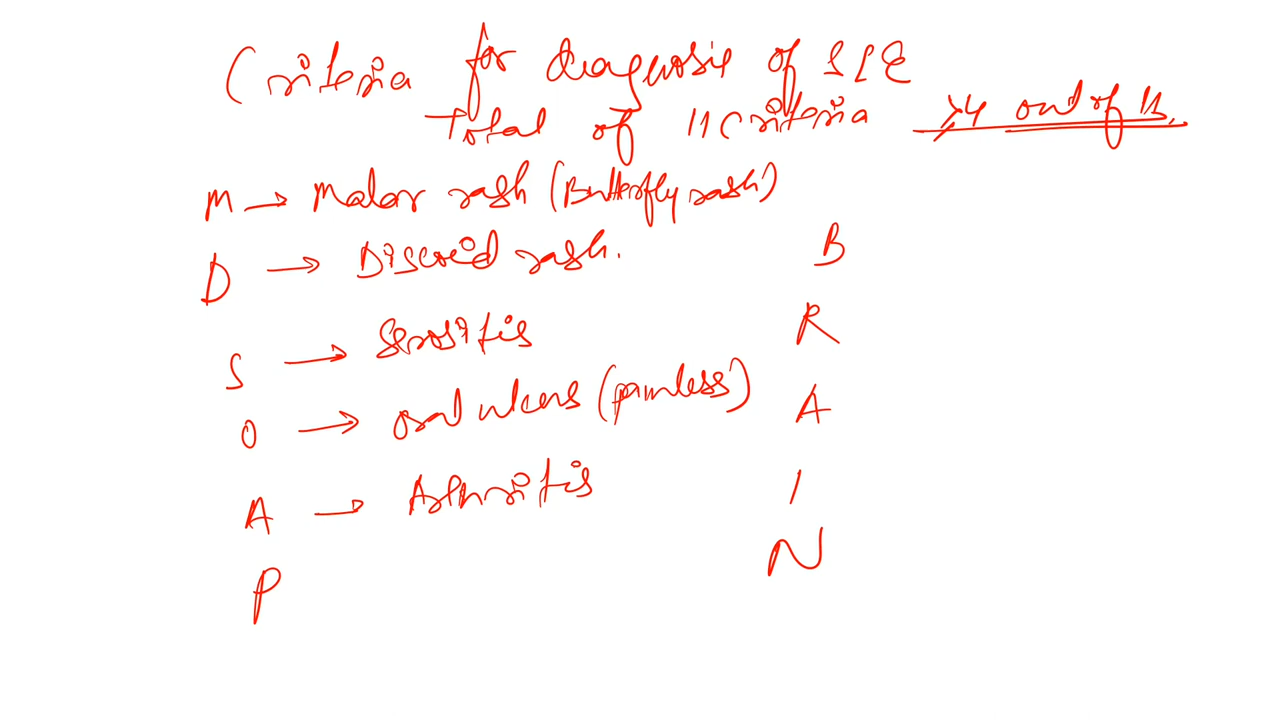 Criteria for diagnosis of SLE
Total of 11 Criteria >4 out of 11.
M → Malar rash (Butterfly rash)
D → Discoid rash.
S → Serositis
O → oral ulcers (painless)
A → Arthritis
P
B
R
A
I
N